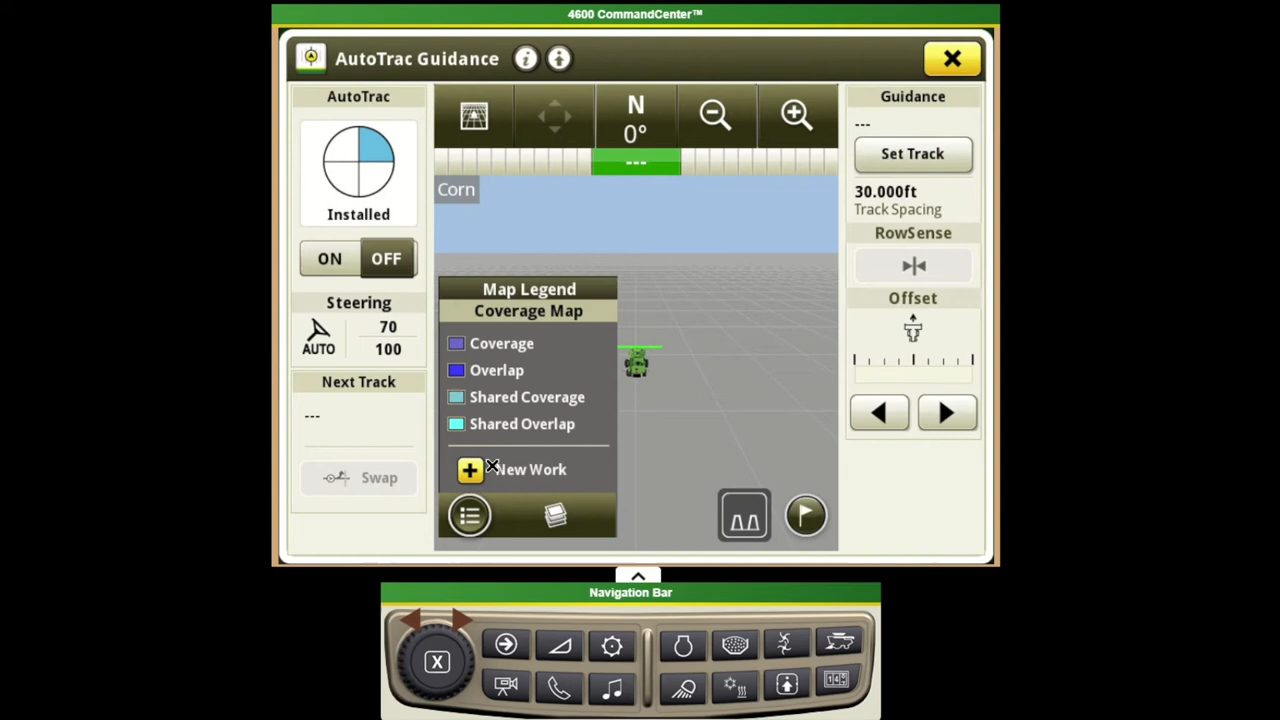 4600 CommandCenter™
AutoTrac Guidance
AutoTrac
Installed
ON OFF
Steering
AUTO
70
100
Next Track
---
Swap
N
0°
---
Corn
Map Legend
Coverage Map
Coverage
Overlap
Shared Coverage
Shared Overlap
New Work
Guidance
---
Set Track
30.000ft
Track Spacing
RowSense
Offset
Navigation Bar
X